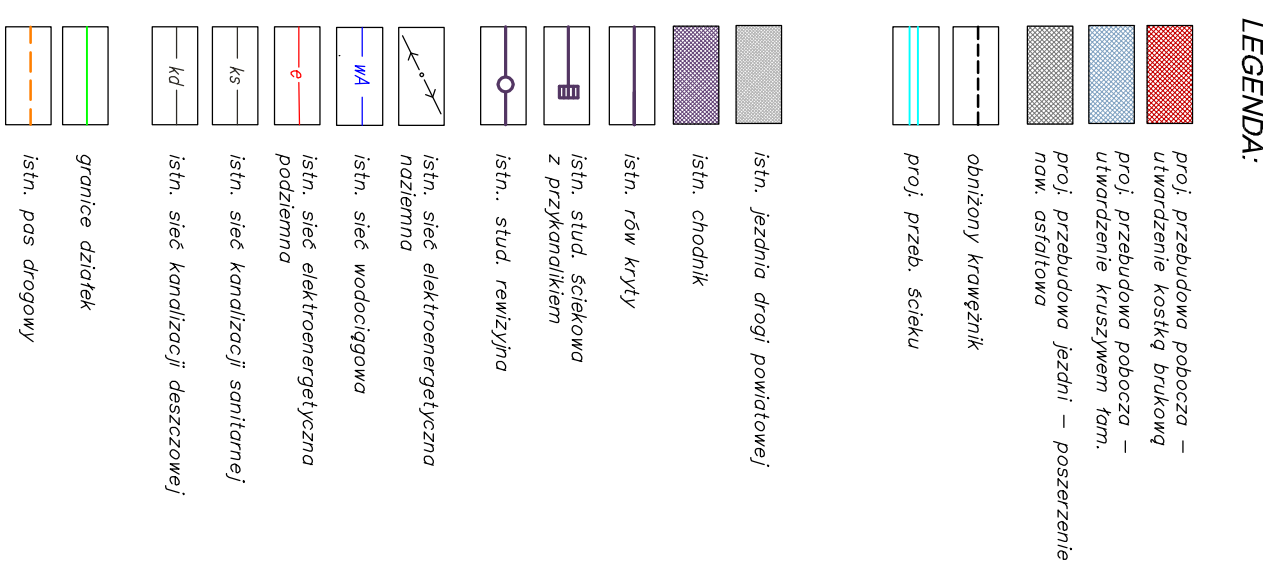 LEGENDA:
proj. przebudowa pobocza –
utwardzenie kostką brukową
proj. przebudowa pobocza –
utwardzenie kruszywem łam.
proj. przebudowa jezdni – poszerzenie
naw. asfaltowa
obniżony krawężnik
proj. przeb. ścieku
istn. jezdnia drogi powiatowej
istn. chodnik
istn. rów kryty
istn. stud. ściekowa
z przykanalikiem
istn.. stud. rewizyjna
istn. sieć elektroenergetyczna
naziemna
wA
istn. sieć wodociągowa
e
istn. sieć elektroenergetyczna
podziemna
ks
istn. sieć kanalizacji sanitarnej
kd
istn. sieć kanalizacji deszczowej
granice działek
istn. pas drogowy